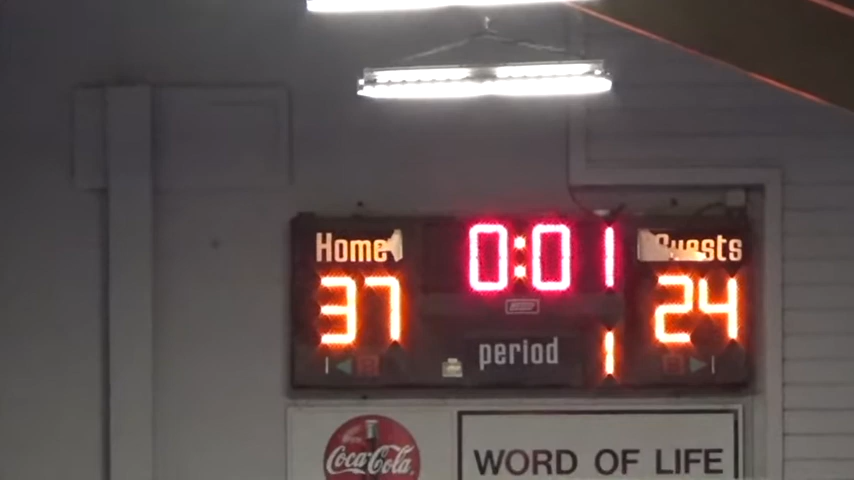 Home 0:01 Guests
37 24
period 1
Coca-Cola
WORD OF LIFE